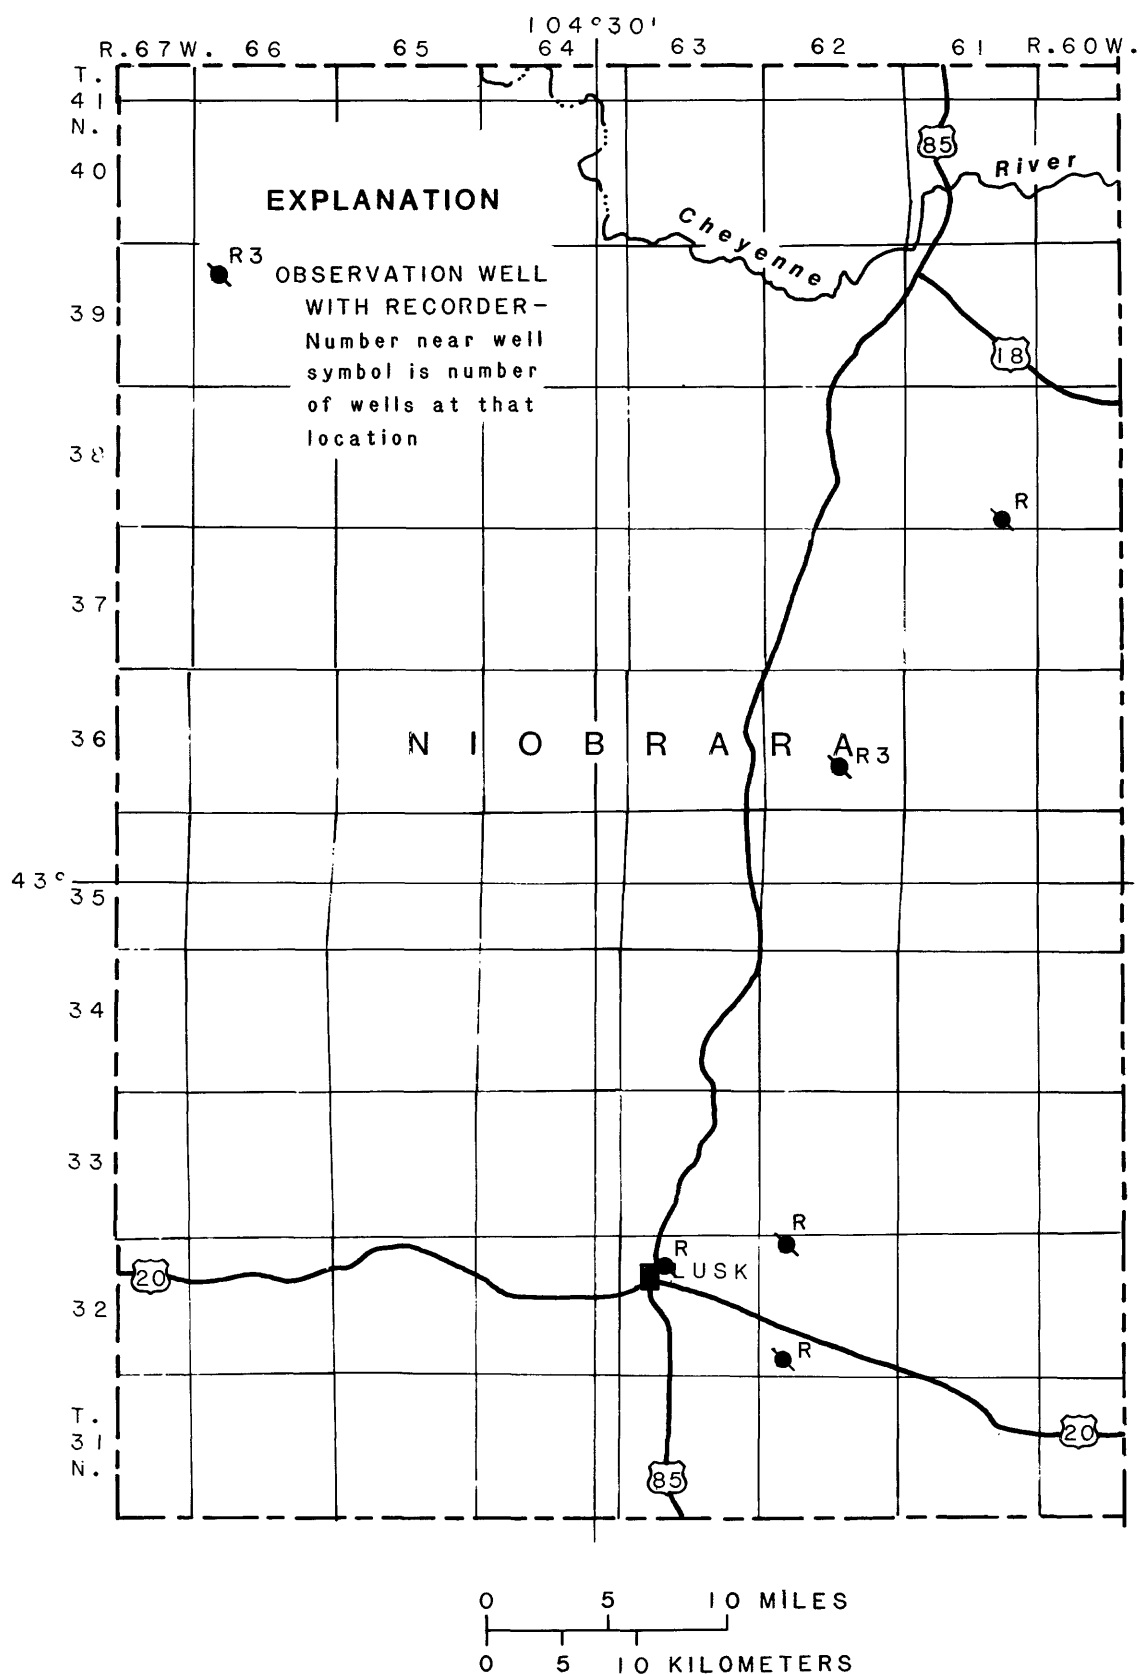 104°30'
R.67W. 66 65 64 63 62 61 R.60W.
T.
41
N.
85
40
River
EXPLANATION
Cheyenne
R3
OBSERVATION WELL
WITH RECORDER–
39
Number near well
18
symbol is number
of wells at that
location
38
R
37
36
NIOBRARA
R3
43°
35
34
33
R
R
LUSK
20
32
R
T.
31
N.
20
85
0 5 10 MILES
0 5 10 KILOMETERS